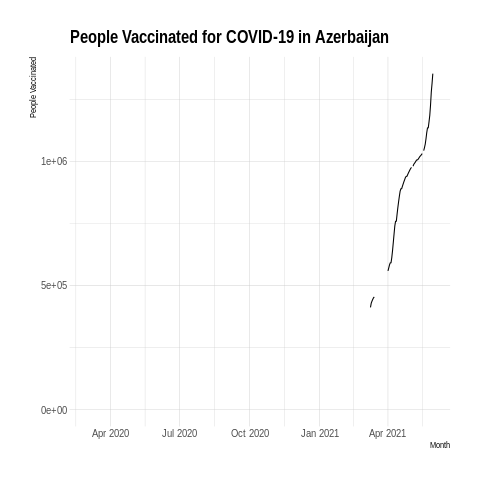 People Vaccinated for COVID-19 in Azerbaijan
People Vaccinated
1e+06
5e+05
0e+00
Apr 2020 Jul 2020 Oct 2020 Jan 2021 Apr 2021
Month